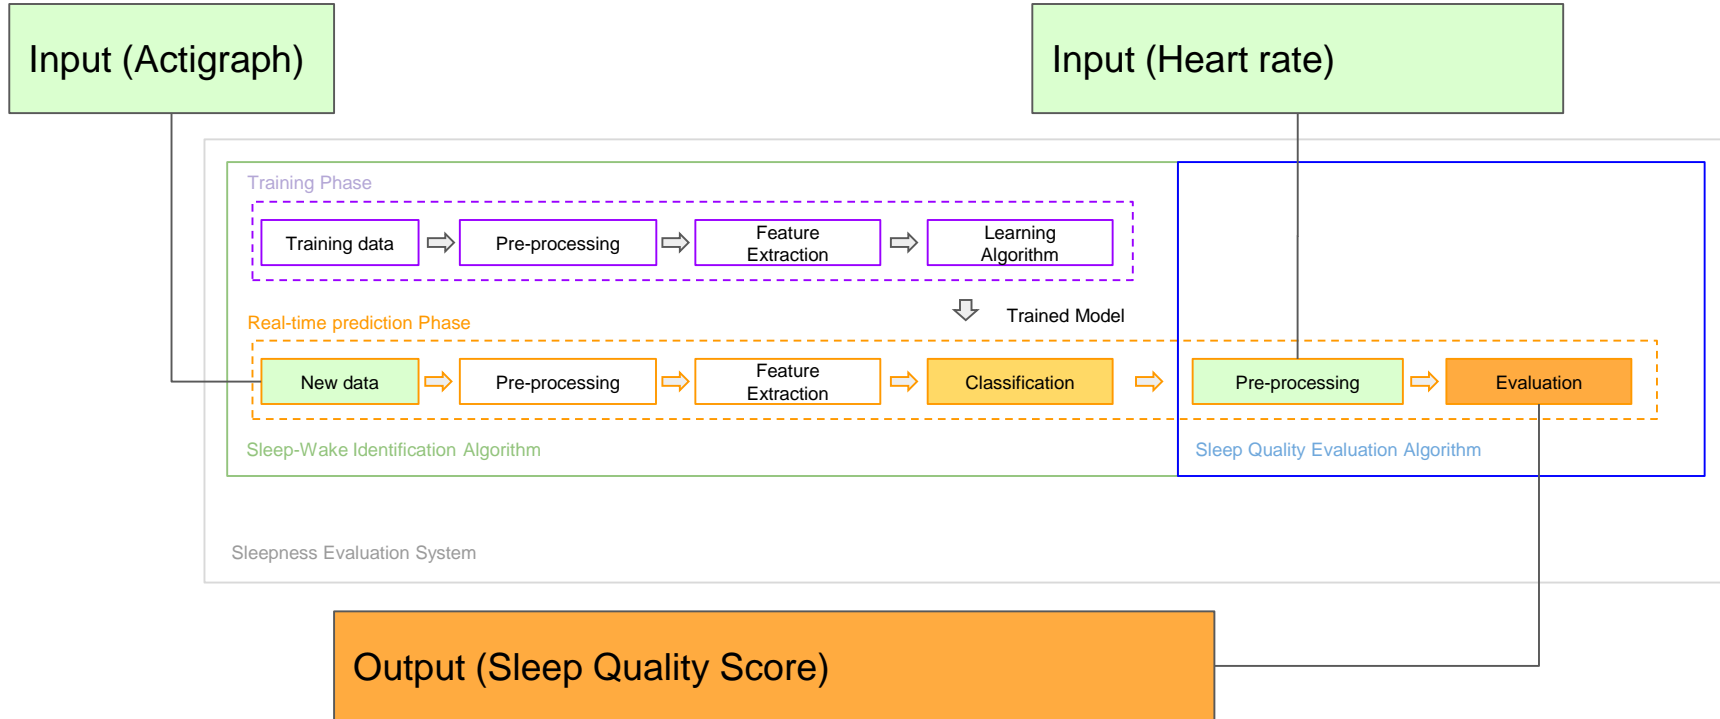 Input (Actigraph)
Input (Heart rate)
Training Phase
Training data
Pre-processing
Feature
Extraction
Learning
Algorithm
Trained Model
Real-time prediction Phase
New data
Pre-processing
Feature
Extraction
Classification
Pre-processing
Evaluation
Sleep-Wake Identification Algorithm
Sleep Quality Evaluation Algorithm
Sleepness Evaluation System
Output (Sleep Quality Score)